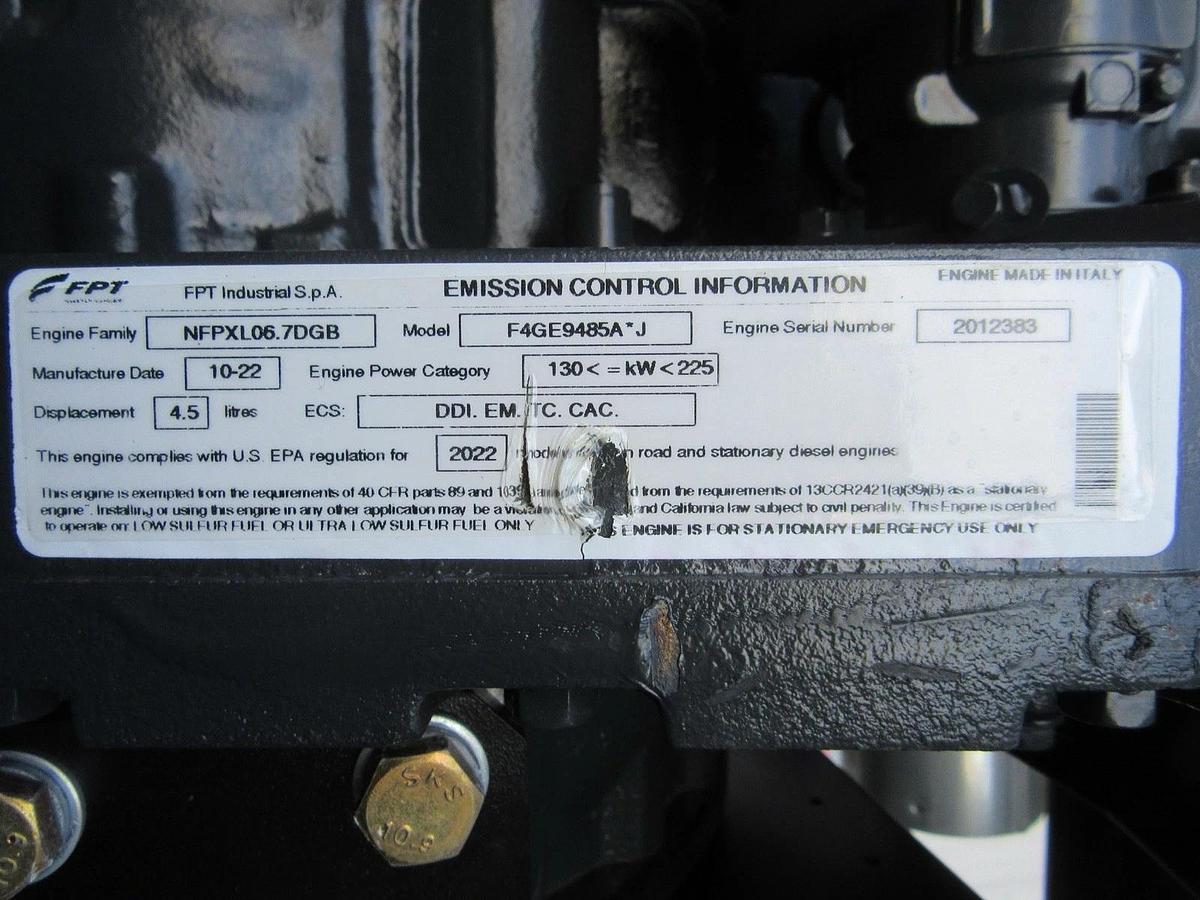 FPT FPT Industrial S.p.A. EMISSION CONTROL INFORMATION ENGINE MADE IN ITALY
Engine Family NFPXL06.7DGB Model F4GE9485A*J Engine Serial Number 2012383
Manufacture Date 10-22 Engine Power Category 130< = kW < 225
Displacement 4.5 litres ECS: DDI. EM. TC. CAC.
This engine complies with U.S. EPA regulation for 2022 road and stationary diesel engines
This engine is exempted from the requirements of 40 CFR parts 89 and from the requirements of 13CCR2421(a)(39)(B) as a "stationary
engine". Installing or using this engine in any other application may be a and California law subject to civil penalty. This Engine is certified
to operate on: LOW SULFUR FUEL OR ULTRA LOW SULFUR FUEL ONLY ENGINE IS FOR STATIONARY EMERGENCY USE ONLY
SKS
10.9
10.9